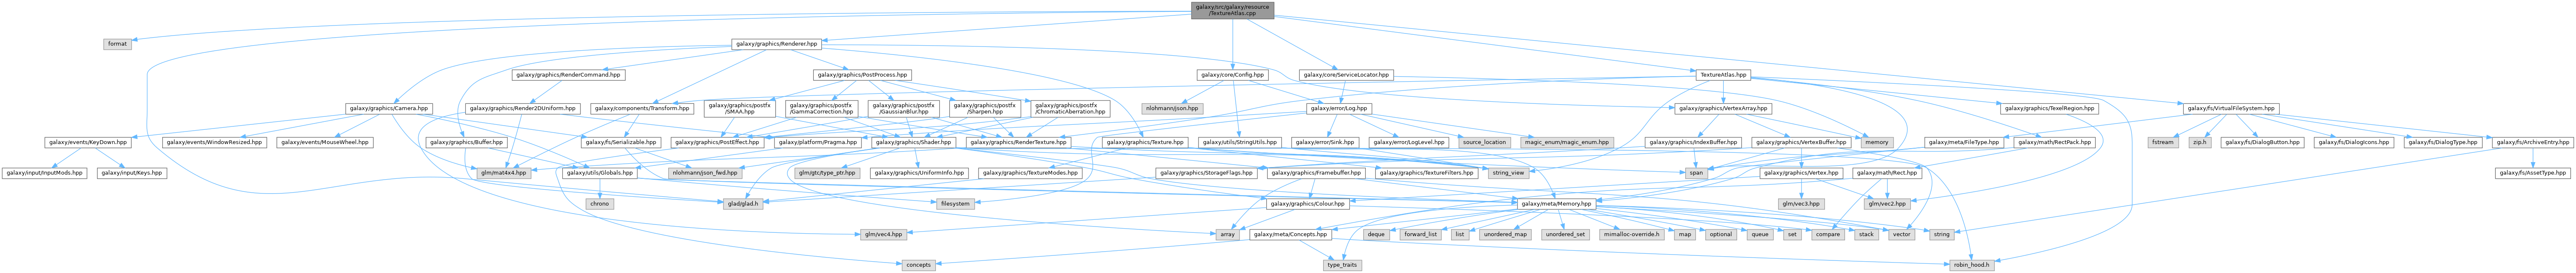 galaxy/src/galaxy/resource
/TextureAtlas.cpp
format
galaxy/graphics/Renderer.hpp
galaxy/graphics/RenderCommand.hpp
galaxy/graphics/PostProcess.hpp
galaxy/core/Config.hpp
galaxy/core/ServiceLocator.hpp
TextureAtlas.hpp
galaxy/graphics/Camera.hpp
galaxy/graphics/Render2DUniform.hpp
galaxy/components/Transform.hpp
galaxy/graphics/postfx
/SMAA.hpp
galaxy/graphics/postfx
/GammaCorrection.hpp
galaxy/graphics/postfx
/GaussianBlur.hpp
galaxy/graphics/postfx
/Sharpen.hpp
galaxy/graphics/postfx
/ChromaticAberration.hpp
nlohmann/json.hpp
galaxy/error/Log.hpp
galaxy/graphics/VertexArray.hpp
galaxy/graphics/TexelRegion.hpp
galaxy/fs/VirtualFileSystem.hpp
galaxy/events/KeyDown.hpp
galaxy/events/WindowResized.hpp
galaxy/events/MouseWheel.hpp
galaxy/graphics/Buffer.hpp
galaxy/fs/Serializable.hpp
galaxy/graphics/PostEffect.hpp
galaxy/platform/Pragma.hpp
galaxy/graphics/Shader.hpp
galaxy/graphics/RenderTexture.hpp
galaxy/graphics/Texture.hpp
galaxy/utils/StringUtils.hpp
galaxy/error/Sink.hpp
galaxy/error/LogLevel.hpp
source_location
magic_enum/magic_enum.hpp
galaxy/graphics/IndexBuffer.hpp
galaxy/graphics/VertexBuffer.hpp
memory
galaxy/meta/FileType.hpp
galaxy/math/RectPack.hpp
fstream
zip.h
galaxy/fs/DialogButton.hpp
galaxy/fs/DialogIcons.hpp
galaxy/fs/DialogType.hpp
galaxy/fs/ArchiveEntry.hpp
galaxy/input/InputMods.hpp
galaxy/input/Keys.hpp
glm/mat4x4.hpp
galaxy/utils/Globals.hpp
nlohmann/json_fwd.hpp
glm/gtc/type_ptr.hpp
galaxy/graphics/UniformInfo.hpp
galaxy/graphics/TextureModes.hpp
galaxy/graphics/StorageFlags.hpp
galaxy/graphics/Framebuffer.hpp
galaxy/graphics/TextureFilters.hpp
string_view
span
galaxy/graphics/Vertex.hpp
galaxy/math/Rect.hpp
galaxy/fs/AssetType.hpp
chrono
glad/glad.h
filesystem
galaxy/graphics/Colour.hpp
galaxy/meta/Memory.hpp
glm/vec3.hpp
glm/vec2.hpp
glm/vec4.hpp
array
galaxy/meta/Concepts.hpp
deque
forward_list
list
unordered_map
unordered_set
mimalloc-override.h
map
optional
queue
set
compare
stack
vector
string
concepts
type_traits
robin_hood.h